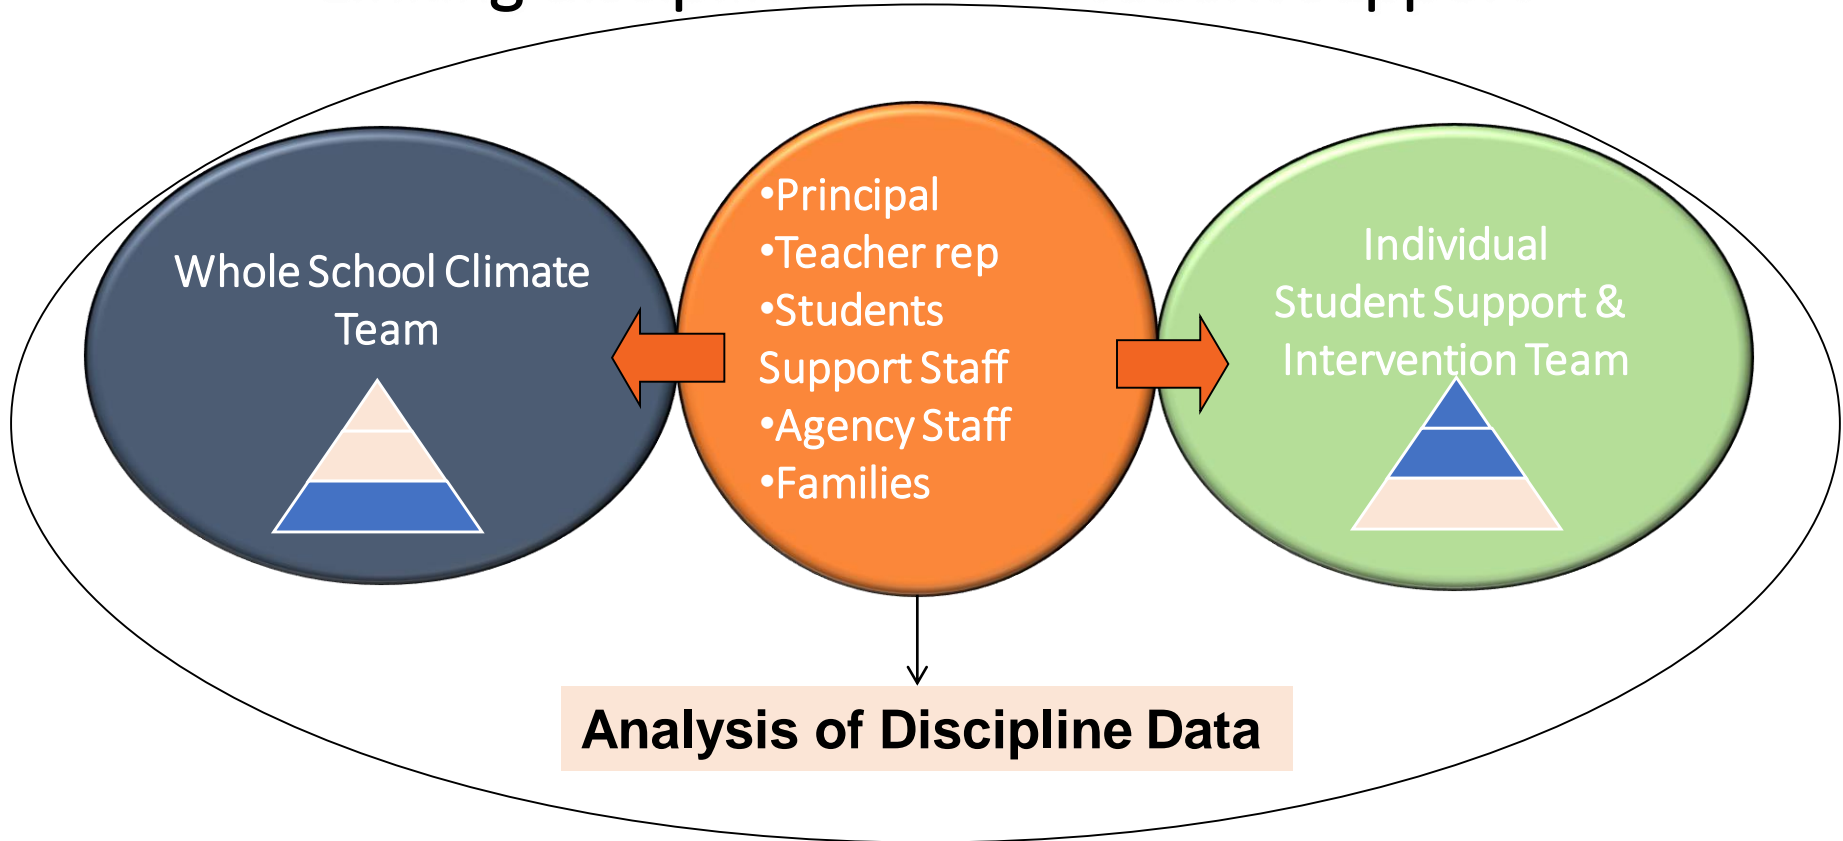 Whole School Climate
Team
•Principal
•Teacher rep
•Students
Support Staff
•Agency Staff
•Families
Individual
Student Support &
Intervention Team
Analysis of Discipline Data